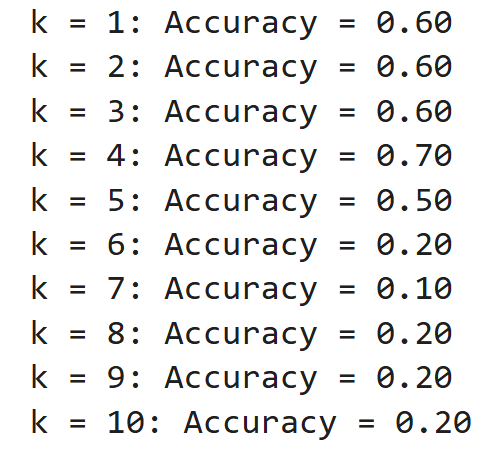 k = 1: Accuracy = 0.60
k = 2: Accuracy = 0.60
k = 3: Accuracy = 0.60
k = 4: Accuracy = 0.70
k = 5: Accuracy = 0.50
k = 6: Accuracy = 0.20
k = 7: Accuracy = 0.10
k = 8: Accuracy = 0.20
k = 9: Accuracy = 0.20
k = 10: Accuracy = 0.20